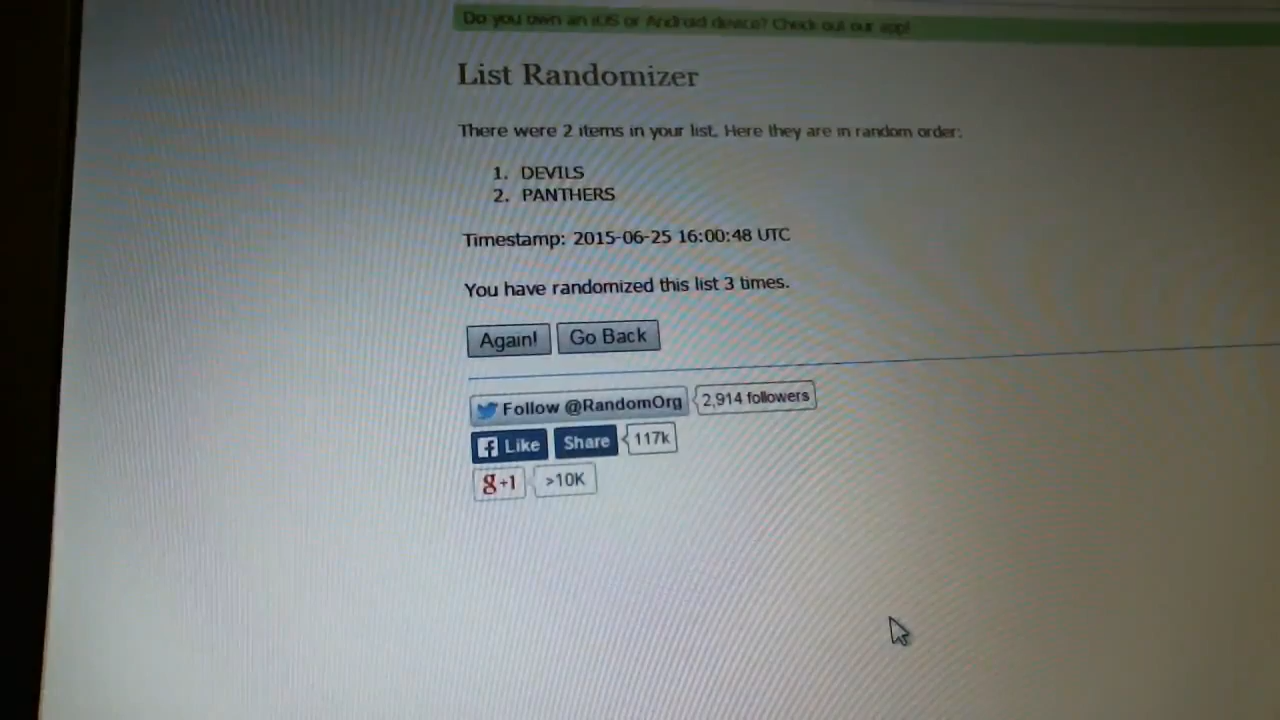 Do you own an iOS or Android device? Check out our app!
List Randomizer
There were 2 items in your list. Here they are in random order:
1. DEVILS
2. PANTHERS
Timestamp: 2015-06-25 16:00:48 UTC
You have randomized this list 3 times.
Again! Go Back
Follow @RandomOrg 2,914 followers
f Like Share 117k
g+1 >10K